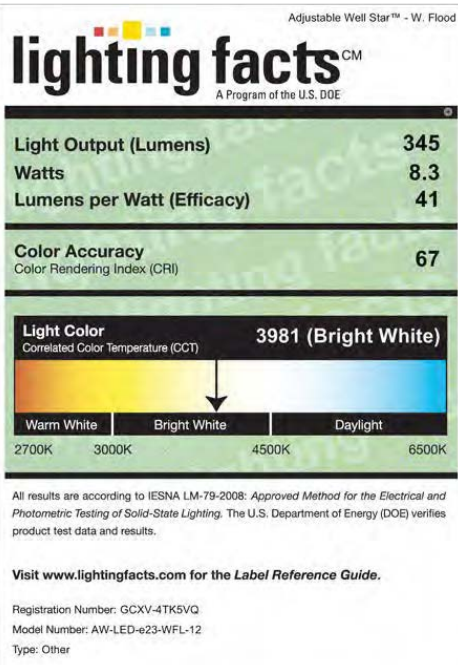 Adjustable Well Star™ - W. Flood
lighting facts CM
A Program of the U.S. DOE
Light Output (Lumens) 345
Watts 8.3
Lumens per Watt (Efficacy) 41
Color Accuracy
Color Rendering Index (CRI) 67
Light Color
Correlated Color Temperature (CCT) 3981 (Bright White)
Warm White Bright White Daylight
2700K 3000K 4500K 6500K
All results are according to IESNA LM-79-2008: Approved Method for the Electrical and
Photometric Testing of Solid-State Lighting. The U.S. Department of Energy (DOE) verifies
product test data and results.
Visit www.lightingfacts.com for the Label Reference Guide.
Registration Number: GCXV-4TK5VQ
Model Number: AW-LED-e23-WFL-12
Type: Other